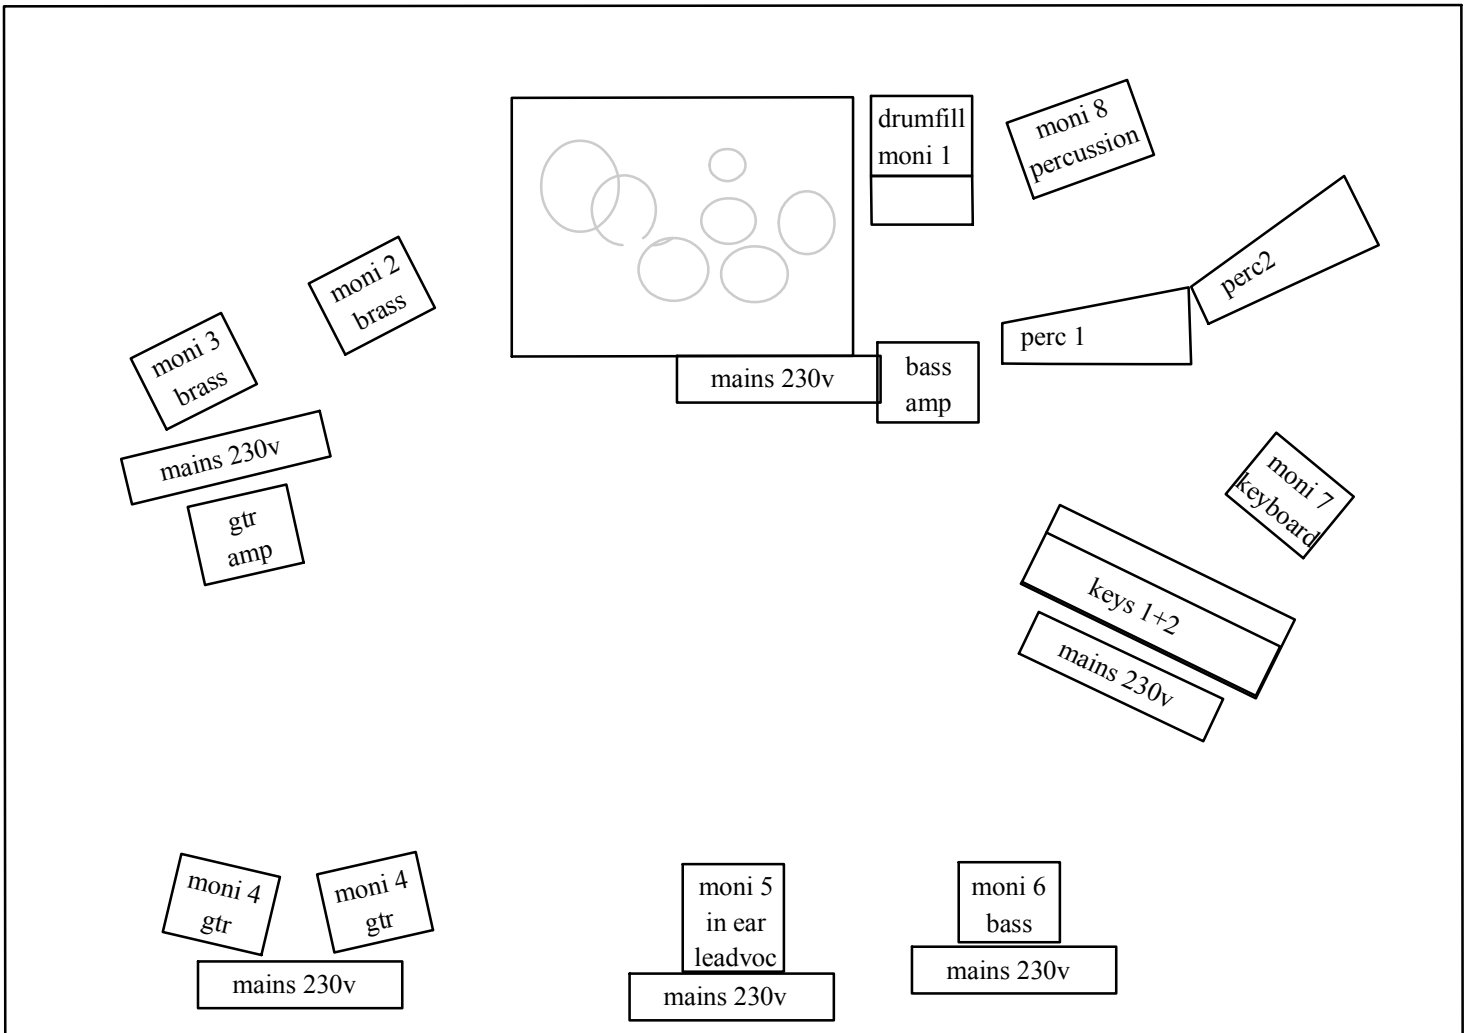 drumfill
moni 1
moni 8
percussion
moni 2
brass
moni 3
brass
perc2
perc 1
mains 230v
bass
amp
mains 230v
gtr
amp
moni 7
keyboard
keys 1+2
mains 230v
moni 4
gtr
moni 4
gtr
mains 230v
moni 5
in ear
leadvoc
mains 230v
moni 6
bass
mains 230v